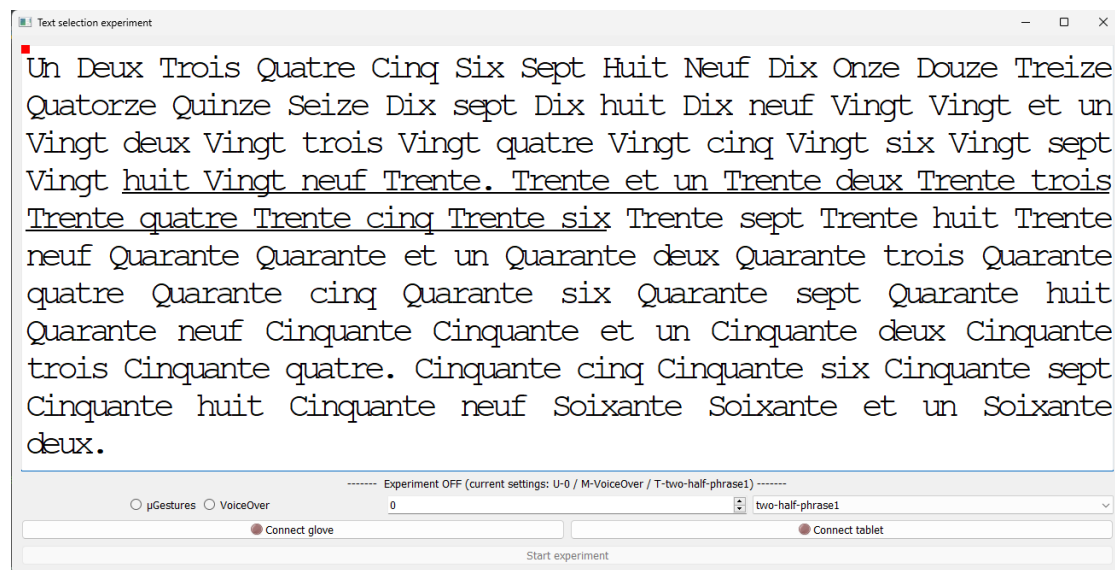 Text selection experiment
Un Deux Trois Quatre Cinq Six Sept Huit Neuf Dix Onze Douze Treize
Quatorze Quinze Seize Dix sept Dix huit Dix neuf Vingt Vingt et un
Vingt deux Vingt trois Vingt quatre Vingt cinq Vingt six Vingt sept
Vingt huit Vingt neuf Trente. Trente et un Trente deux Trente trois
Trente quatre Trente cinq Trente six Trente sept Trente huit Trente
neuf Quarante Quarante et un Quarante deux Quarante trois Quarante
quatre Quarante cinq Quarante six Quarante sept Quarante huit
Quarante neuf Cinquante Cinquante et un Cinquante deux Cinquante
trois Cinquante quatre. Cinquante cinq Cinquante six Cinquante sept
Cinquante huit Cinquante neuf Soixante Soixante et un Soixante
deux.
------- Experiment OFF (current settings: U-0 / M-VoiceOver / T-two-half-phrase1) -------
µGestures VoiceOver 0 two-half-phrase1
Connect glove Connect tablet
Start experiment